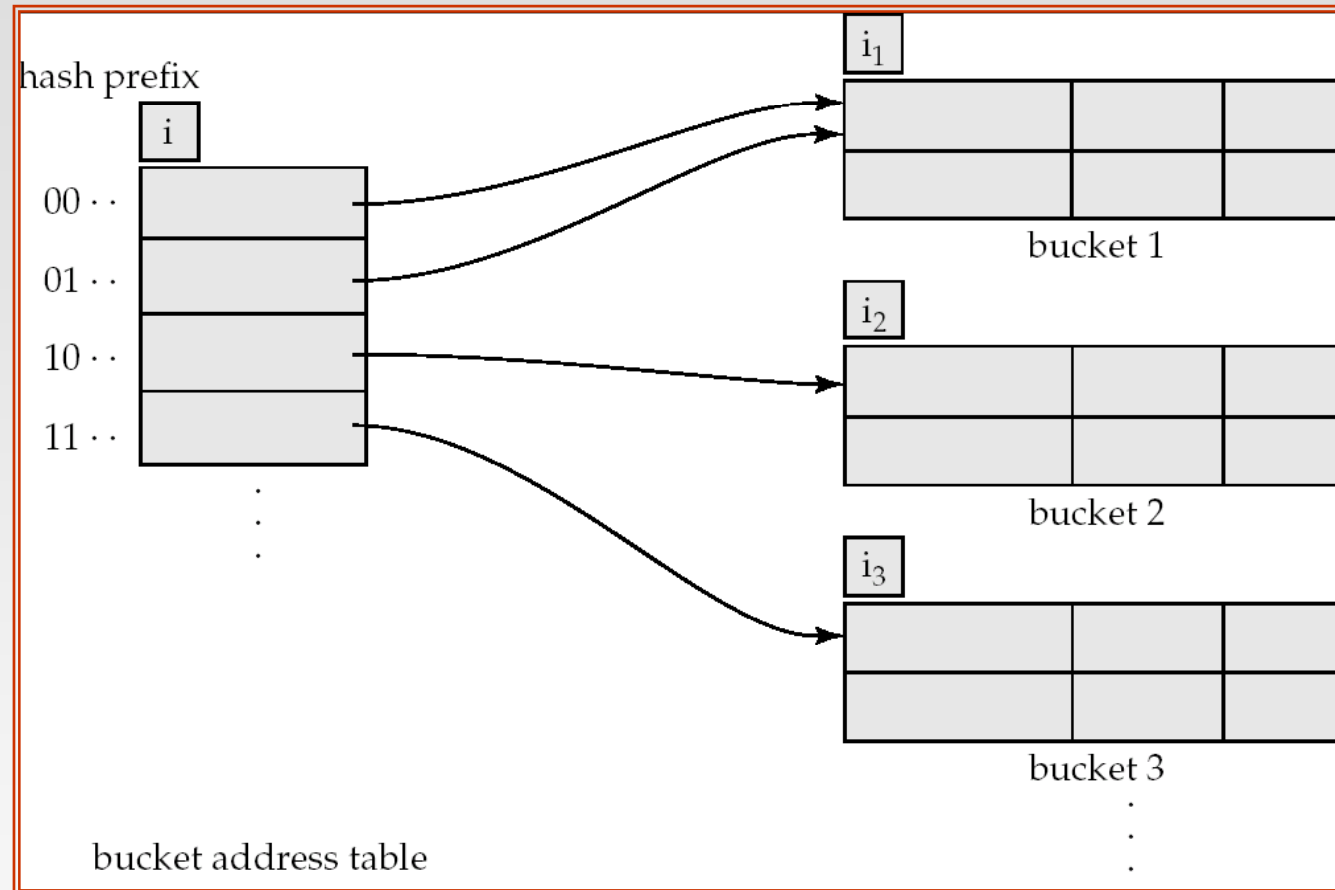 hash prefix
i
00 · ·
01 · ·
10 · ·
11 · ·
·
·
·
bucket address table
i₁
bucket 1
i₂
bucket 2
i₃
bucket 3
·
·
·